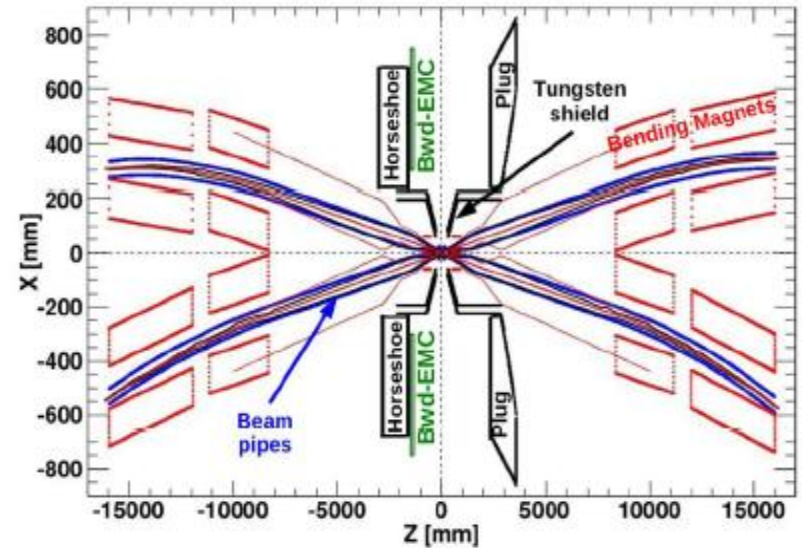 800
600
400
200
0
-200
-400
-600
-800
X [mm]
Horseshoe
Bwd-EMC
Plug
Tungsten
shield
Bending Magnets
Horseshoe
Bwd-EMC
Plug
Beam
pipes
-15000 -10000 -5000 0 5000 10000 15000
Z [mm]